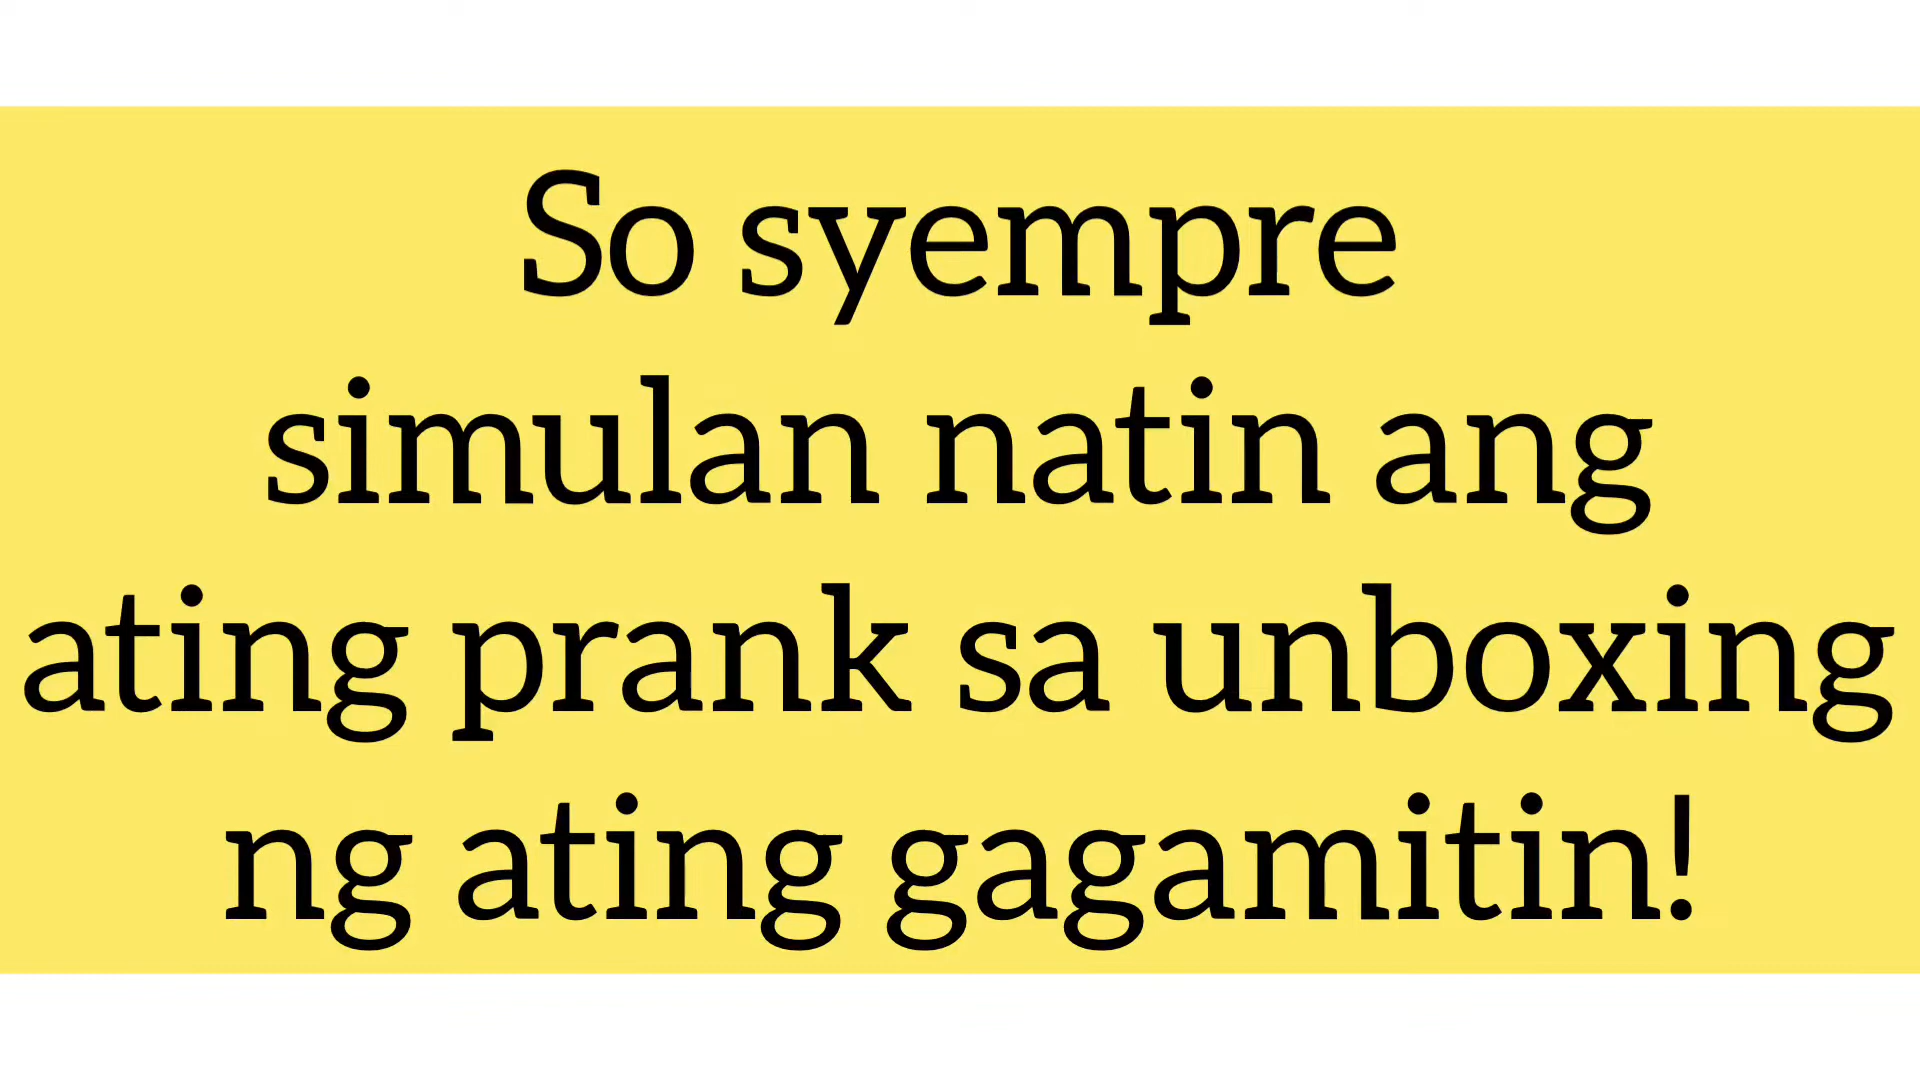 So syempre
simulan natin ang
ating prank sa unboxing
ng ating gagamitin!